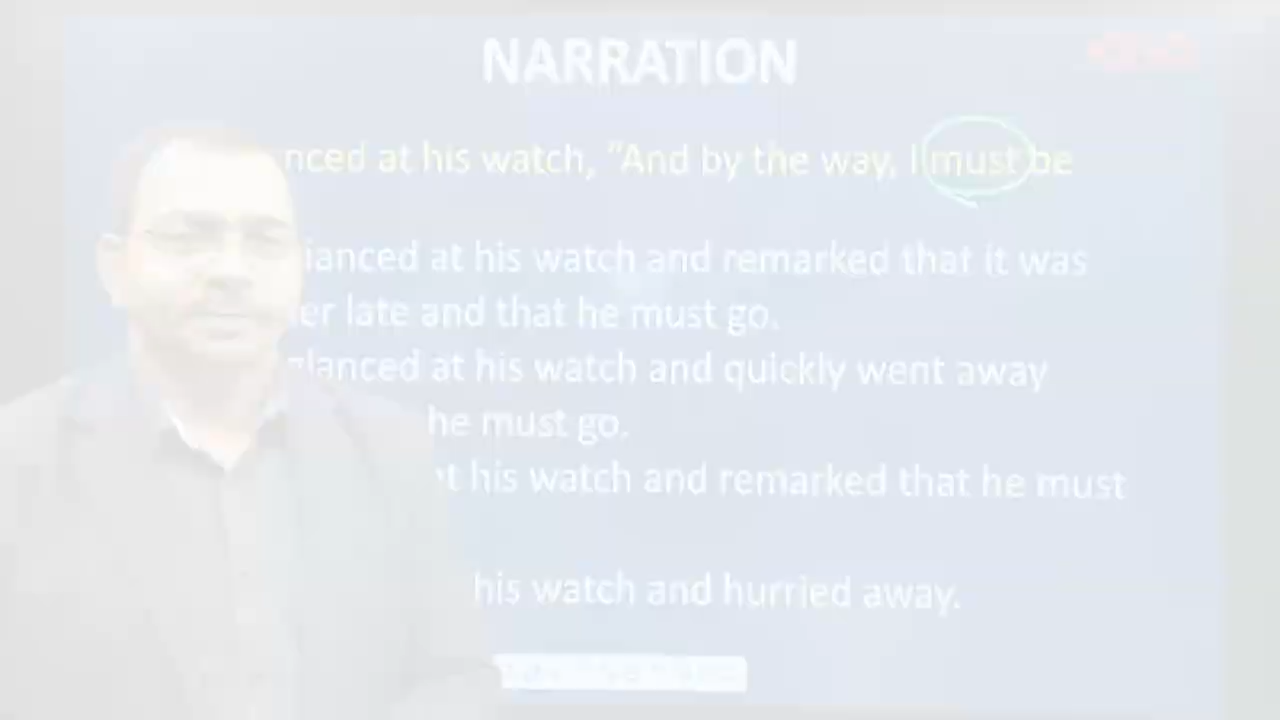 NARRATION
nced at his watch, "And by the way, I must be
lanced at his watch and remarked that it was
er late and that he must go.
glanced at his watch and quickly went away
he must go.
at his watch and remarked that he must
his watch and hurried away.